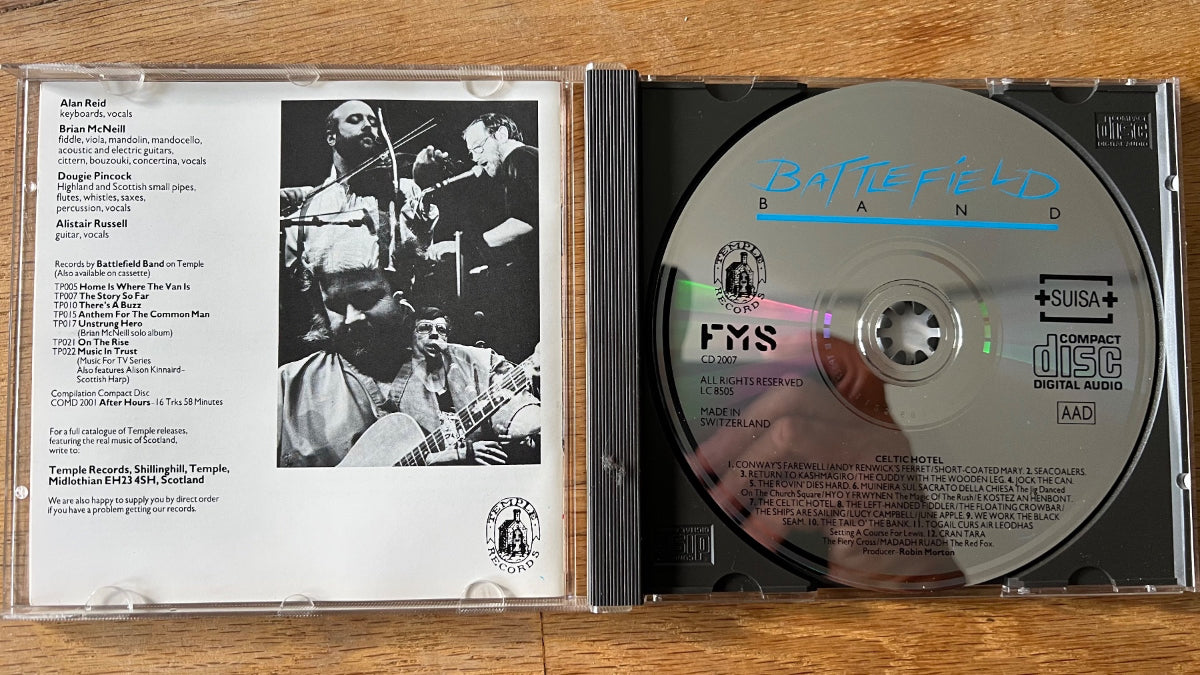 Alan Reid
keyboards, vocals
Brian McNeill
fiddle, viola, mandolin, mandocello,
acoustic and electric guitars,
cittern, bouzouki, concertina, vocals
Dougie Pincock
Highland and Scottish small pipes,
flutes, whistles, saxes,
percussion, vocals
Alistair Russell
guitar, vocals
Records by Battlefield Band on Temple
(Also available on cassette)
TP005 Home Is Where The Van Is
TP007 The Story So Far
TP010 There's A Buzz
TP015 Anthem For The Common Man
TP017 Unstrung Hero
(Brian McNeill solo album)
TP021 On The Rise
TP022 Music In Trust
(Music For TV Series
Also features Alison Kinnaird–
Scottish Harp)
Compilation Compact Disc
COMD 2001 After Hours–16 Trks 58 Minutes
For a full catalogue of Temple releases,
featuring the real music of Scotland,
write to:
Temple Records, Shillinghill, Temple,
Midlothian EH23 4SH, Scotland
We are also happy to supply you by direct order
if you have a problem getting our records.
TEMPLE
RECORDS
COMPACT
disc
DIGITAL AUDIO
BATTLEFIELD
BAND
TEMPLE
RECORDS
FMS
CD 2007
ALL RIGHTS RESERVED
LC 8505
MADE IN
SWITZERLAND
SUISA
COMPACT
disc
DIGITAL AUDIO
AAD
CELTIC HOTEL
1. CONWAY'S FAREWELL/ANDY RENWICK'S FERRET/SHORT-COATED MARY. 2. SEACOALERS.
3. RETURN TO KASHMAGIRO/THE CUDDY WITH THE WOODEN LEG. 4. JOCK THE CAN.
5. THE ROVIN' DIES HARD. 6. MUINEIRA SUL SACRATO DELLA CHIESA The Jig Danced
On The Church Square/HYO Y FRWYNEN The Magic Of The Rush/E KOSTEZ AN HENBONT.
7. THE CELTIC HOTEL. 8. THE LEFT-HANDED FIDDLER/THE FLOATING CROWBAR/
THE SHIPS ARE SAILING/LUCY CAMPBELL/JUNE APPLE. 9. WE WORK THE BLACK
SEAM. 10. THE TAIL O' THE BANK. 11. TOGAIL CURS AIR LEODHAS
Setting A Course For Lewis. 12. CRAN TARA
The Fiery Cross/MADADH RUADH The Red Fox.
Producer–Robin Morton